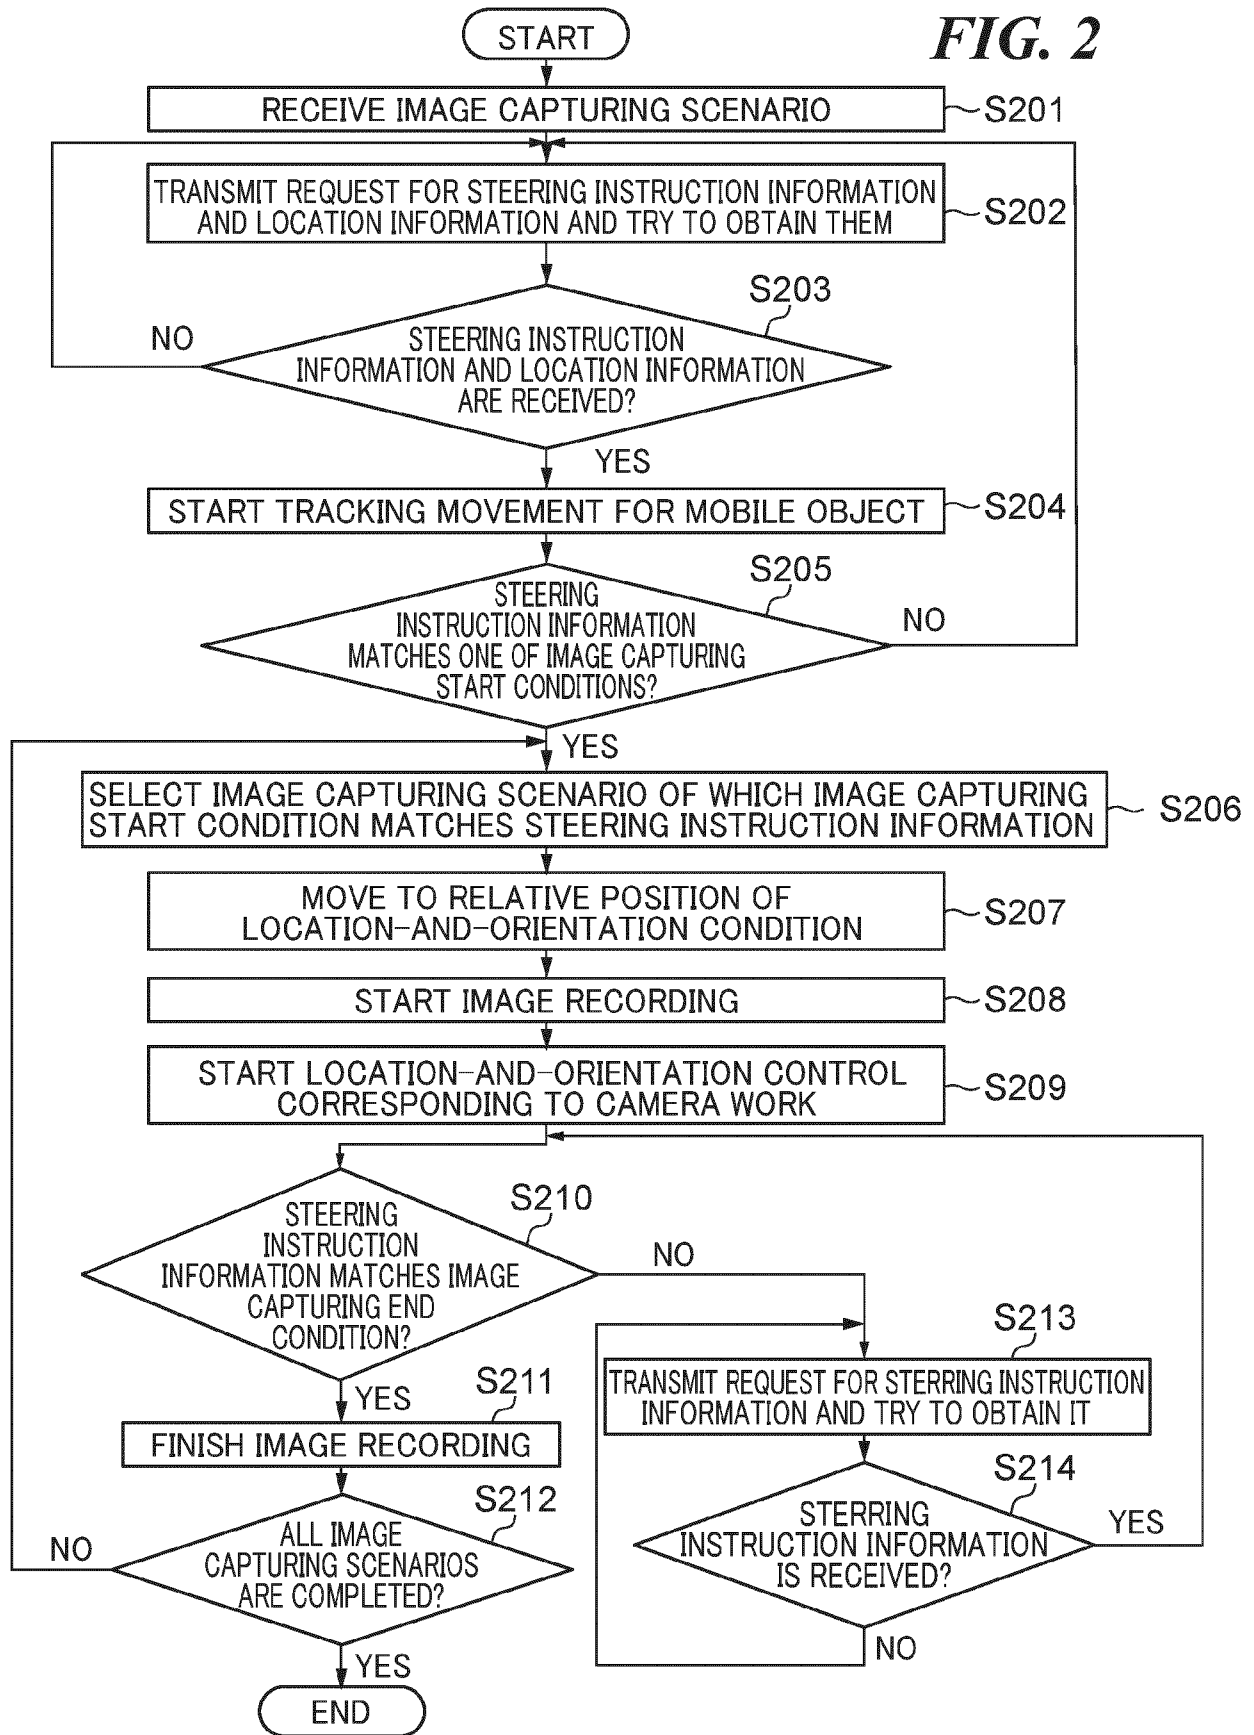 START
FIG. 2
RECEIVE IMAGE CAPTURING SCENARIO
S201
TRANSMIT REQUEST FOR STEERING INSTRUCTION INFORMATION
AND LOCATION INFORMATION AND TRY TO OBTAIN THEM
S202
S203
STEERING INSTRUCTION
INFORMATION AND LOCATION INFORMATION
ARE RECEIVED?
NO
YES
START TRACKING MOVEMENT FOR MOBILE OBJECT
S204
S205
STEERING
INSTRUCTION INFORMATION
MATCHES ONE OF IMAGE CAPTURING
START CONDITIONS?
NO
YES
SELECT IMAGE CAPTURING SCENARIO OF WHICH IMAGE CAPTURING
START CONDITION MATCHES STEERING INSTRUCTION INFORMATION
S206
MOVE TO RELATIVE POSITION OF
LOCATION-AND-ORIENTATION CONDITION
S207
START IMAGE RECORDING
S208
START LOCATION-AND-ORIENTATION CONTROL
CORRESPONDING TO CAMERA WORK
S209
S210
STEERING
INSTRUCTION
INFORMATION MATCHES IMAGE
CAPTURING END
CONDITION?
NO
YES
S211
FINISH IMAGE RECORDING
S212
ALL IMAGE
CAPTURING SCENARIOS
ARE COMPLETED?
NO
YES
END
S213
TRANSMIT REQUEST FOR STERRING INSTRUCTION
INFORMATION AND TRY TO OBTAIN IT
S214
STERRING
INSTRUCTION INFORMATION
IS RECEIVED?
YES
NO